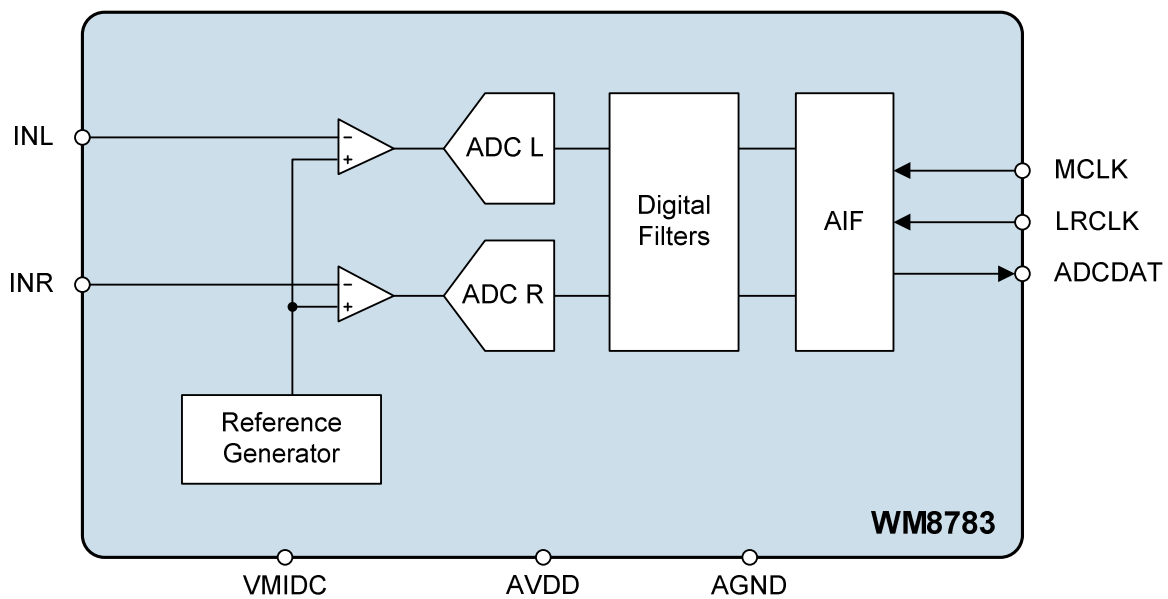 INL
-
+
ADC L
Digital
Filters
AIF
MCLK
LRCLK
ADCDAT
INR
-
+
ADC R
Reference
Generator
WM8783
VMIDC
AVDD
AGND